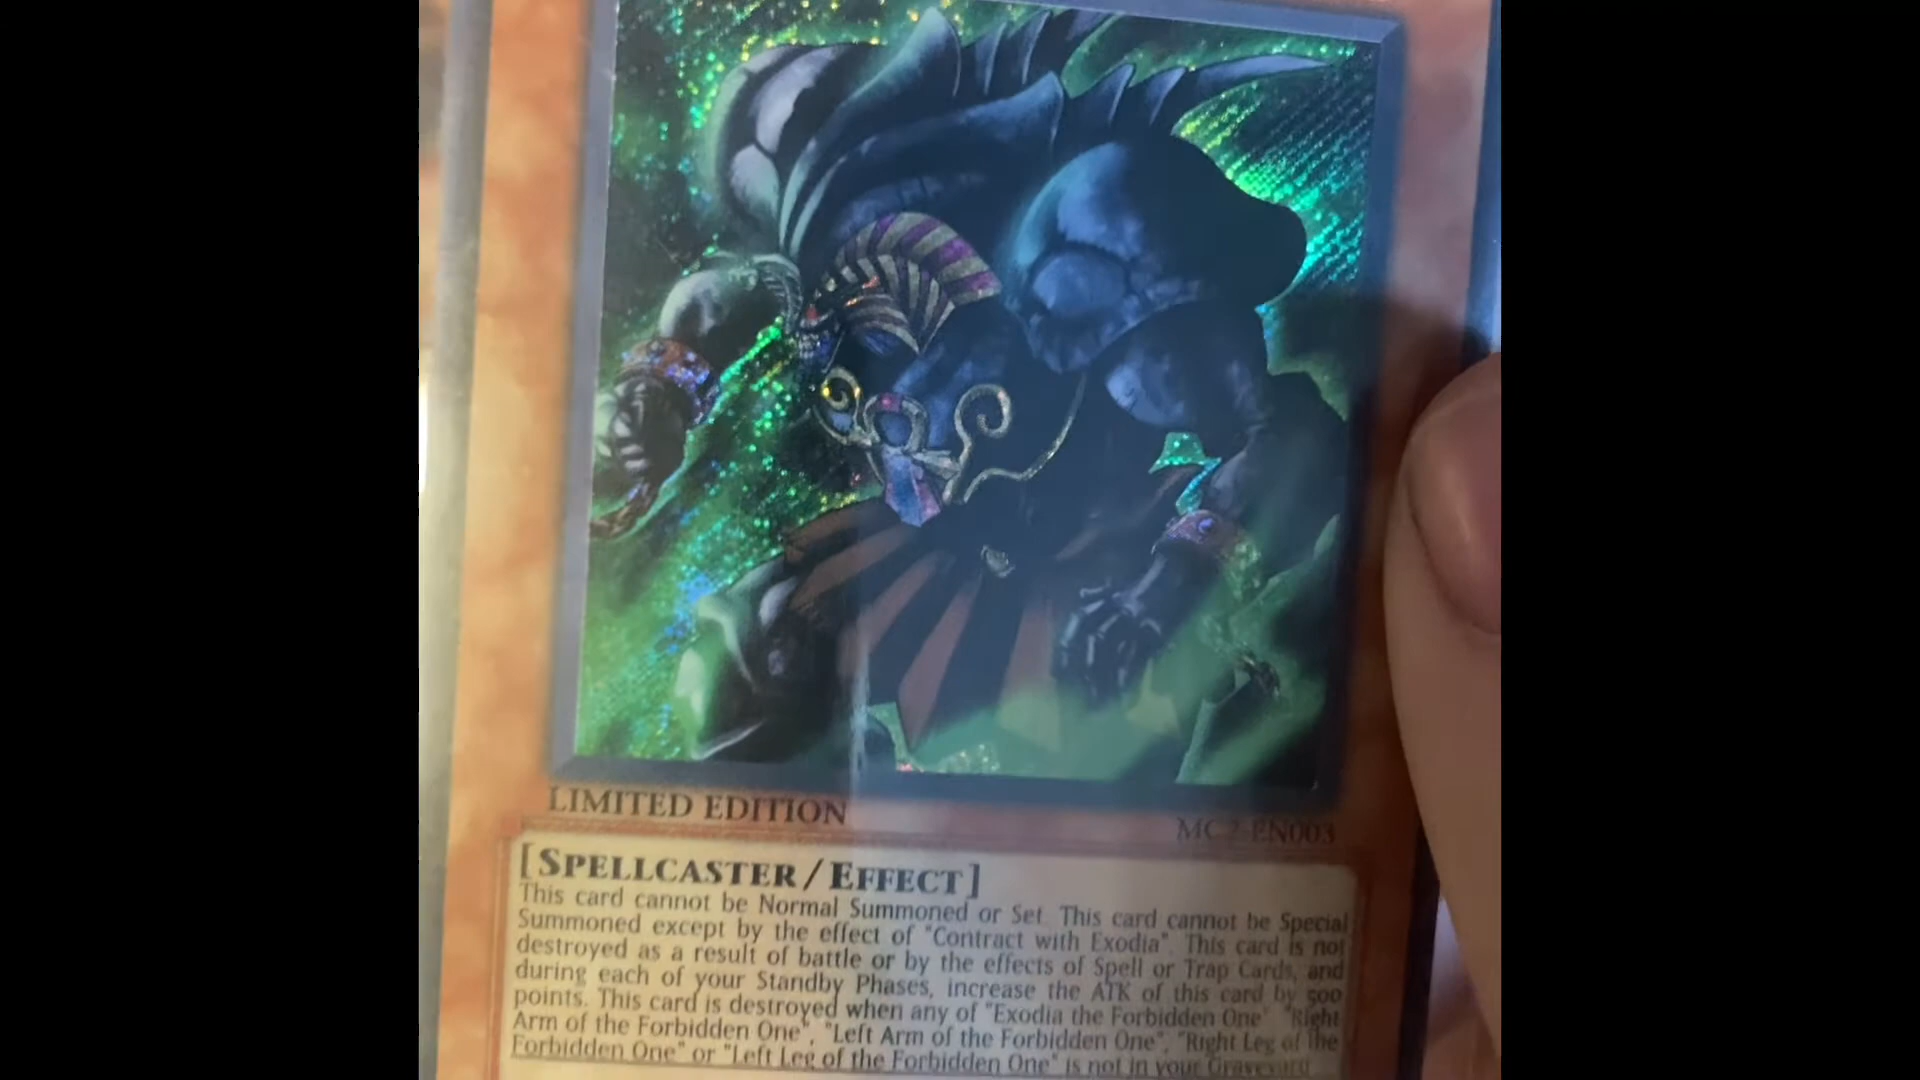 LIMITED EDITION
MC2-EN003
[SPELLCASTER/EFFECT]
This card cannot be Normal Summoned or Set. This card cannot be Special
Summoned except by the effect of "Contract with Exodia". This card is not
destroyed as a result of battle or by the effects of Spell or Trap Cards, and
during each of your Standby Phases, increase the ATK of this card by 500
points. This card is destroyed when any of "Exodia the Forbidden One", "Right
Arm of the Forbidden One", "Left Arm of the Forbidden One", "Right Leg of the
Forbidden One" or "Left Leg of the Forbidden One" is not in your Graveyard.